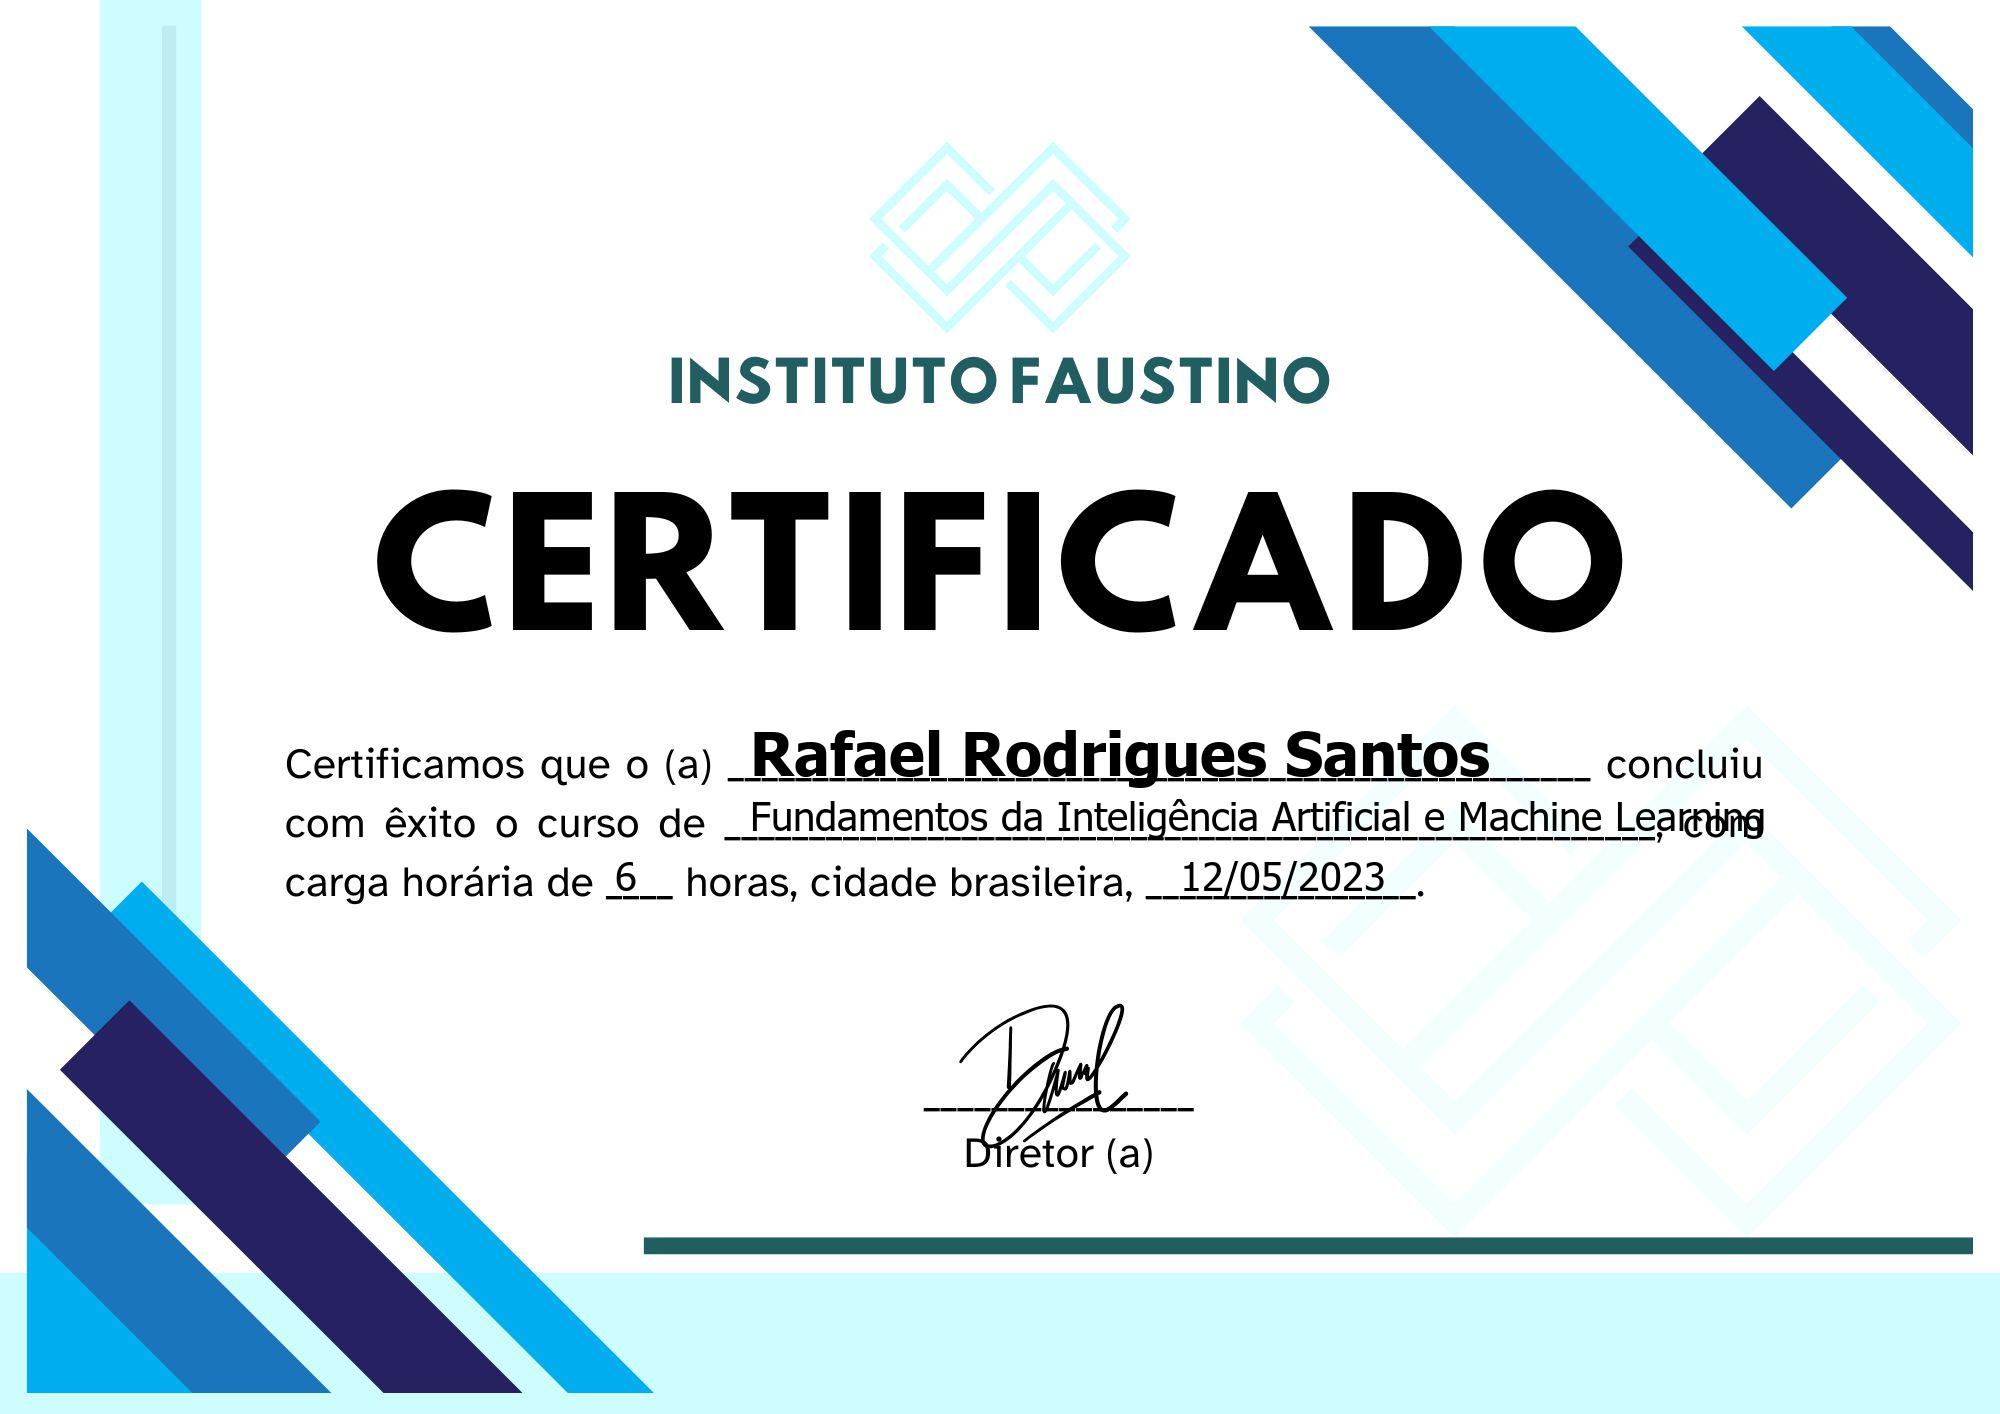 INSTITUTO FAUSTINO
CERTIFICADO
Certificamos que o (a) Rafael Rodrigues Santos concluiu
com êxito o curso de Fundamentos da Inteligência Artificial e Machine Learning, com
carga horária de 6 horas, cidade brasileira, 12/05/2023.
Diretor (a)